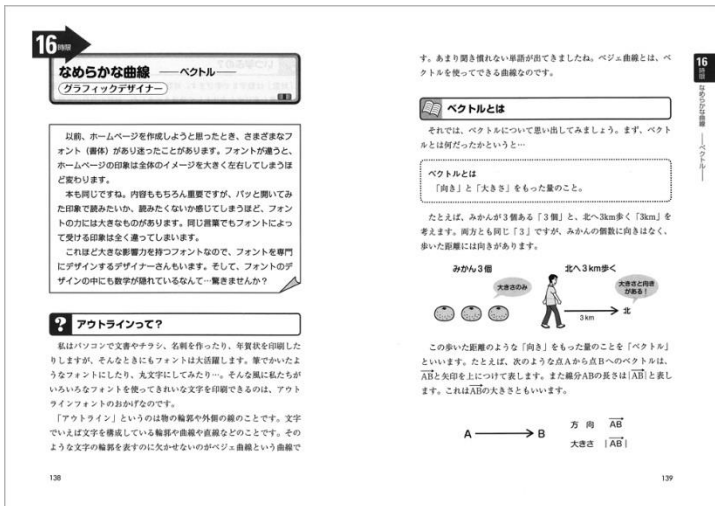 16時限
なめらかな曲線 ――ベクトル――
グラフィックデザイナー
以前、ホームページを作成しようと思ったとき、さまざまなフ
ォント（書体）があり迷ったことがあります。フォントが違うと、
ホームページの印象は全体のイメージを大きく左右してしまうほ
ど変わります。
本も同じですね。内容ももちろん重要ですが、パッと開いてみ
た印象で読みたいか、読みたくないか感じてしまうほど、フォン
トの力には大きなものがあります。同じ言葉でもフォントによっ
て受ける印象は全く違ってしまいます。
これほど大きな影響力を持つフォントなので、フォントを専門
にデザインするデザイナーさんもいます。そして、フォントのデ
ザインの中にも数学が隠れているなんて…驚きませんか？
? アウトラインって？
私はパソコンで文書やチラシ、名刺を作ったり、年賀状を印刷した
りしますが、そんなときにもフォントは大活躍します。筆でかいたよ
うなフォントにしたり、丸文字にしてみたり…。そんな風に私たちが
いろいろなフォントを使ってきれいな文字を印刷できるのは、アウト
ラインフォントのおかげなのです。
「アウトライン」というのは物の輪郭や外側の線のことです。文字
でいえば文字を構成している輪郭や曲線や直線などのことです。その
ような文字の輪郭を表すのに欠かせないのがベジェ曲線という曲線で
138
す。あまり聞き慣れない単語が出てきましたね。ベジェ曲線とは、ベ
クトルを使ってできる曲線なのです。
ベクトルとは
それでは、ベクトルについて思い出してみましょう。まず、ベクト
ルとは何だったかというと…
ベクトルとは
「向き」と「大きさ」をもった量のこと。
たとえば、みかんが3個ある「3個」と、北へ3km歩く「3km」を
考えます。両方とも同じ「3」ですが、みかんの個数に向きはなく、
歩いた距離には向きがあります。
みかん3個
大きさのみ
北へ3km歩く
大きさと向き
がある！
3km
北
この歩いた距離のような「向き」をもった量のことを「ベクトル」
といいます。たとえば、次のような点Aから点Bへのベクトルは、
ABと矢印を上につけて表します。また線分ABの長さは|AB|と表し
ます。これはABの大きさともいいます。
A → B
方 向 AB
大きさ |AB|
139
16
時限
なめらかな曲線 ――ベクトル――